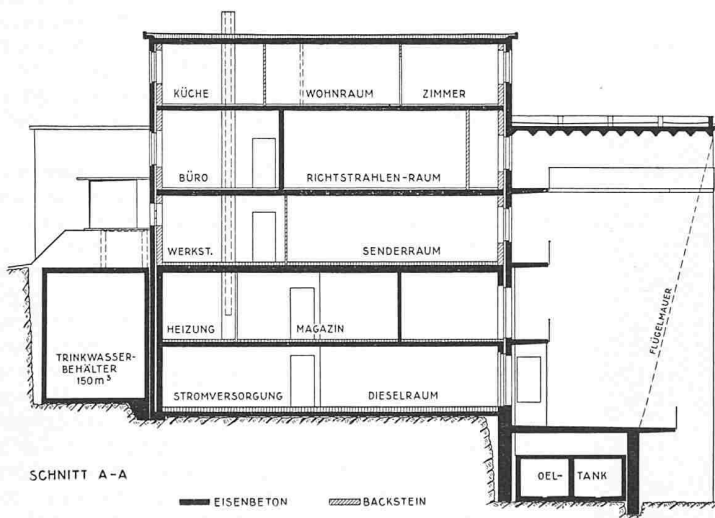 KÜCHE WOHNRAUM ZIMMER
BÜRO RICHTSTRAHLEN-RAUM
WERKST. SENDERRAUM
HEIZUNG MAGAZIN
FLÜGELMAUER
TRINKWASSER-
BEHÄLTER
150 m³
STROMVERSORGUNG DIESELRAUM
SCHNITT A-A
OEL- TANK
EISENBETON BACKSTEIN